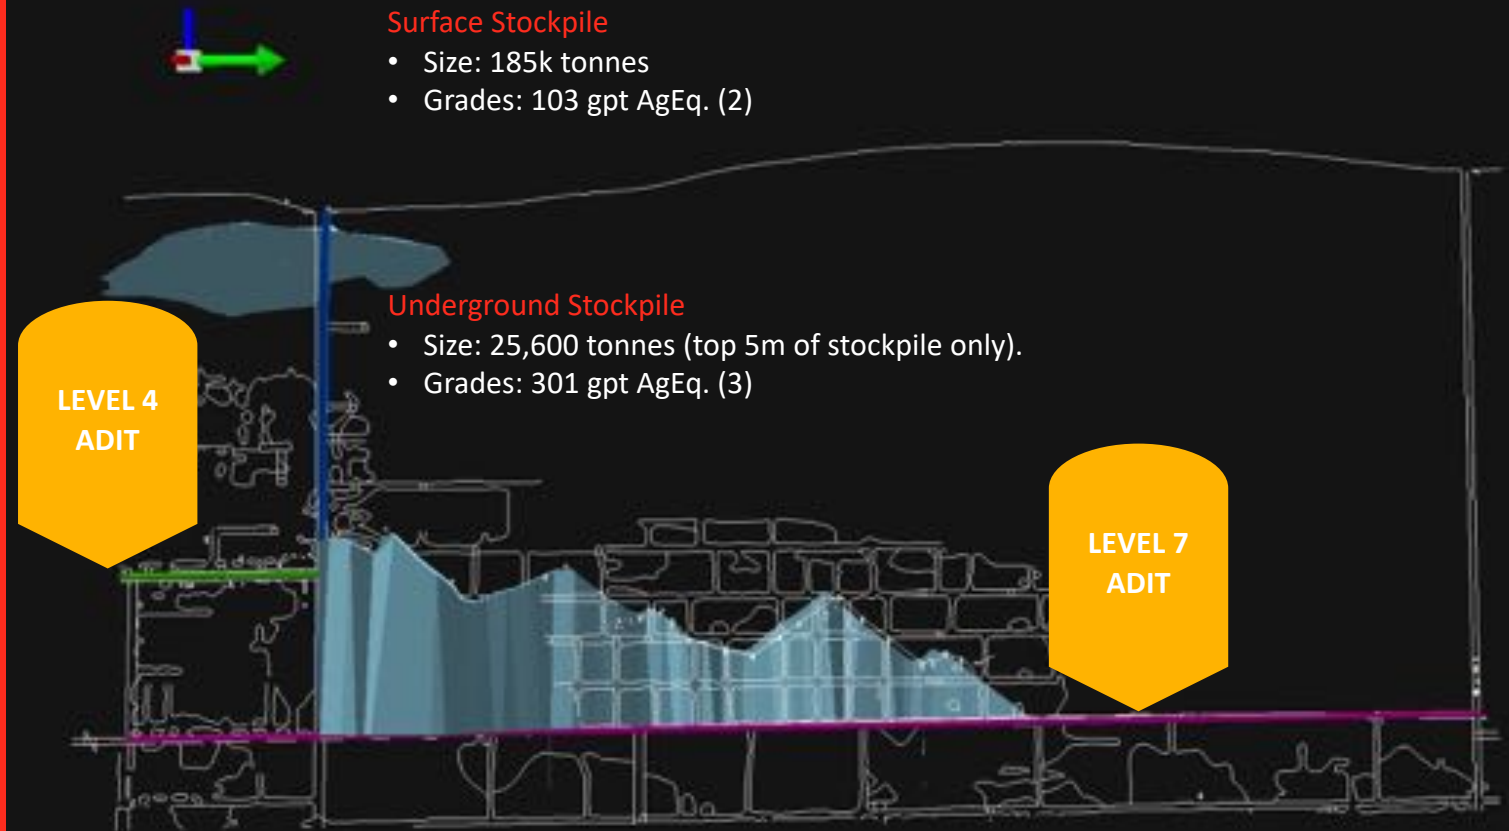 Surface Stockpile
• Size: 185k tonnes
• Grades: 103 gpt AgEq. (2)
Underground Stockpile
• Size: 25,600 tonnes (top 5m of stockpile only).
• Grades: 301 gpt AgEq. (3)
LEVEL 4
ADIT
LEVEL 7
ADIT